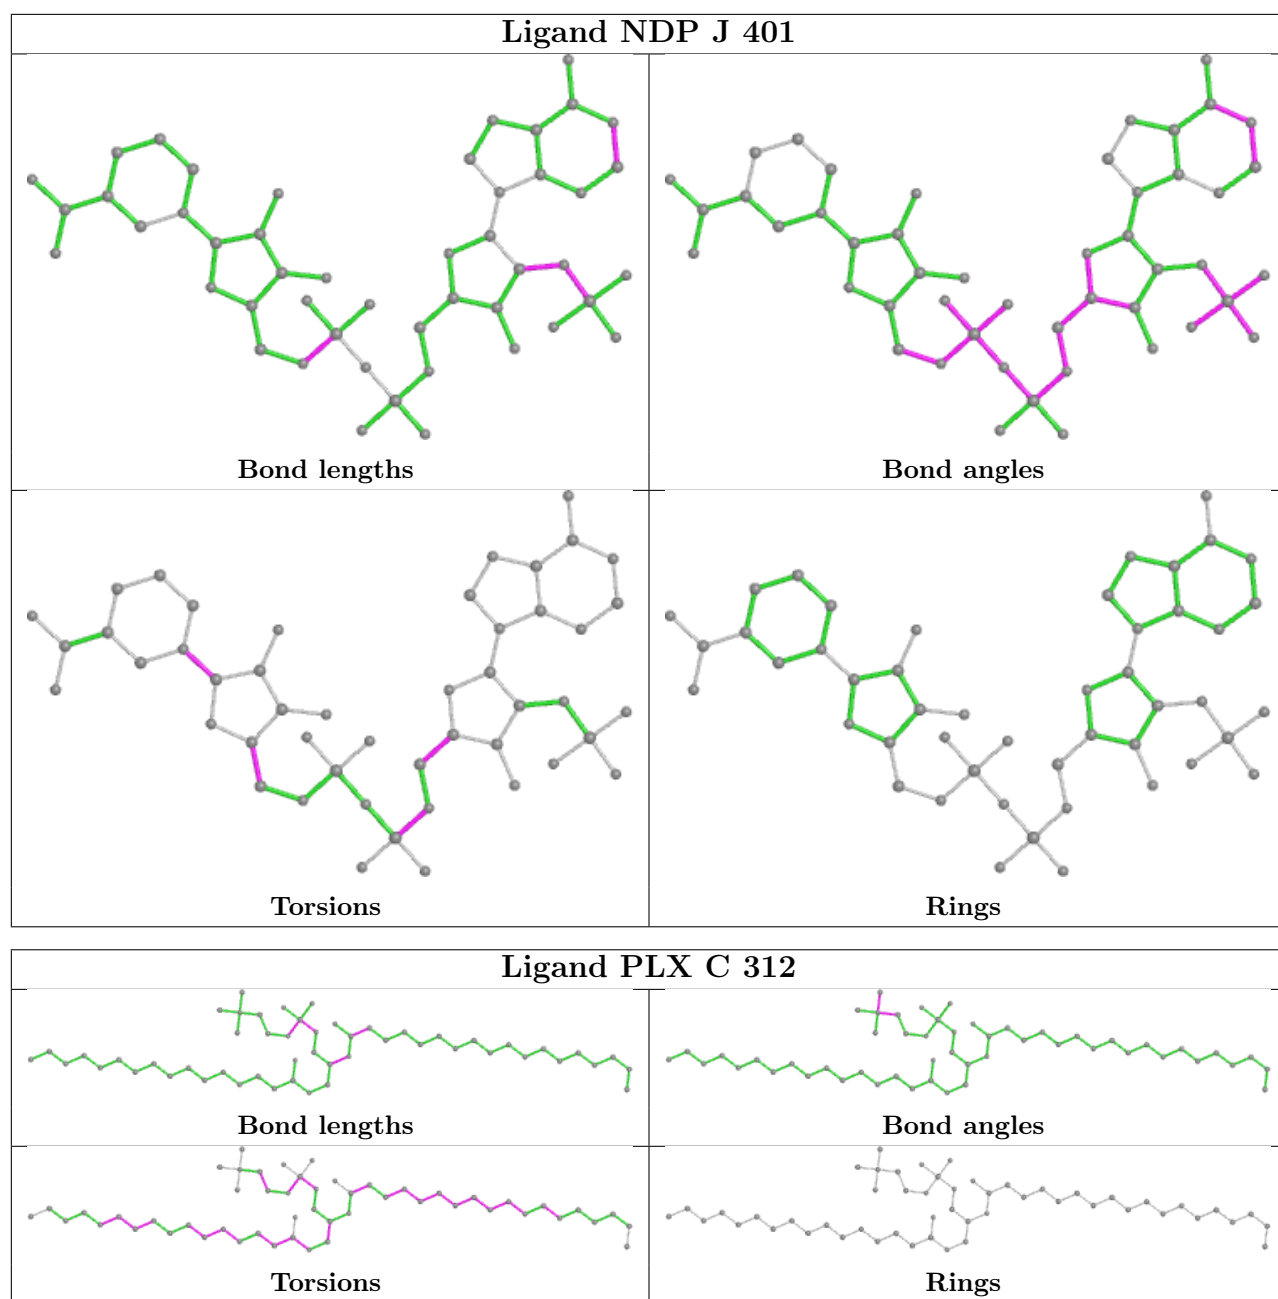 Ligand NDP J 401
Bond lengths
Bond angles
Torsions
Rings
Ligand PLX C 312
Bond lengths
Bond angles
Torsions
Rings